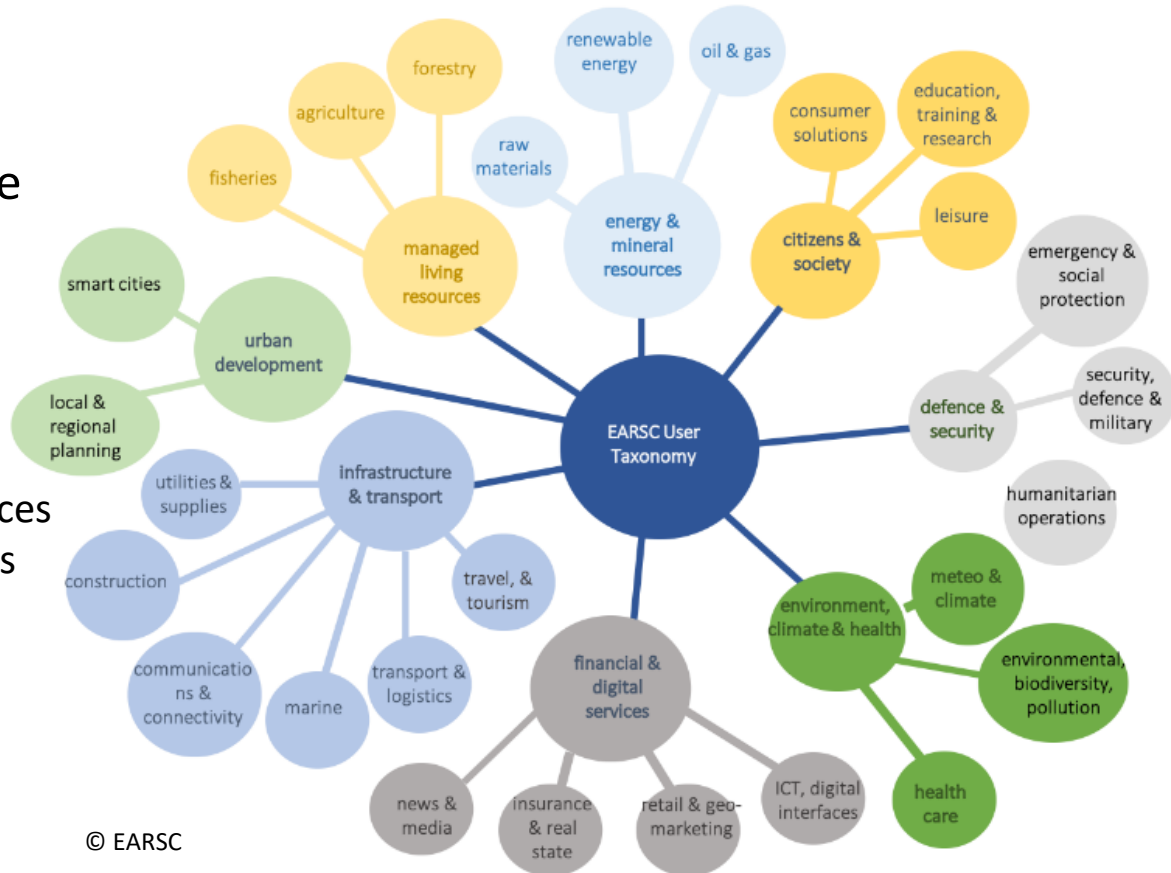 renewable
energy
oil & gas
forestry
education,
training &
research
consumer
solutions
agriculture
raw
materials
e
fisheries
leisure
energy &
mineral
resources
citizens &
society
managed
living
resources
emergency &
social
protection
smart cities
urban
development
security,
defence &
military
local &
regional
planning
defence &
security
EARSC User
Taxonomy
infrastructure
& transport
utilities &
supplies
humanitarian
operations
ces
s
construction
travel, &
tourism
meteo &
climate
environment,
climate & health
environmental,
biodiversity,
pollution
communicatio
ns &
connectivity
marine
transport &
logistics
financial &
digital
services
news &
media
insurance
& real
state
retail & geo-
marketing
ICT, digital
interfaces
health
care
© EARSC